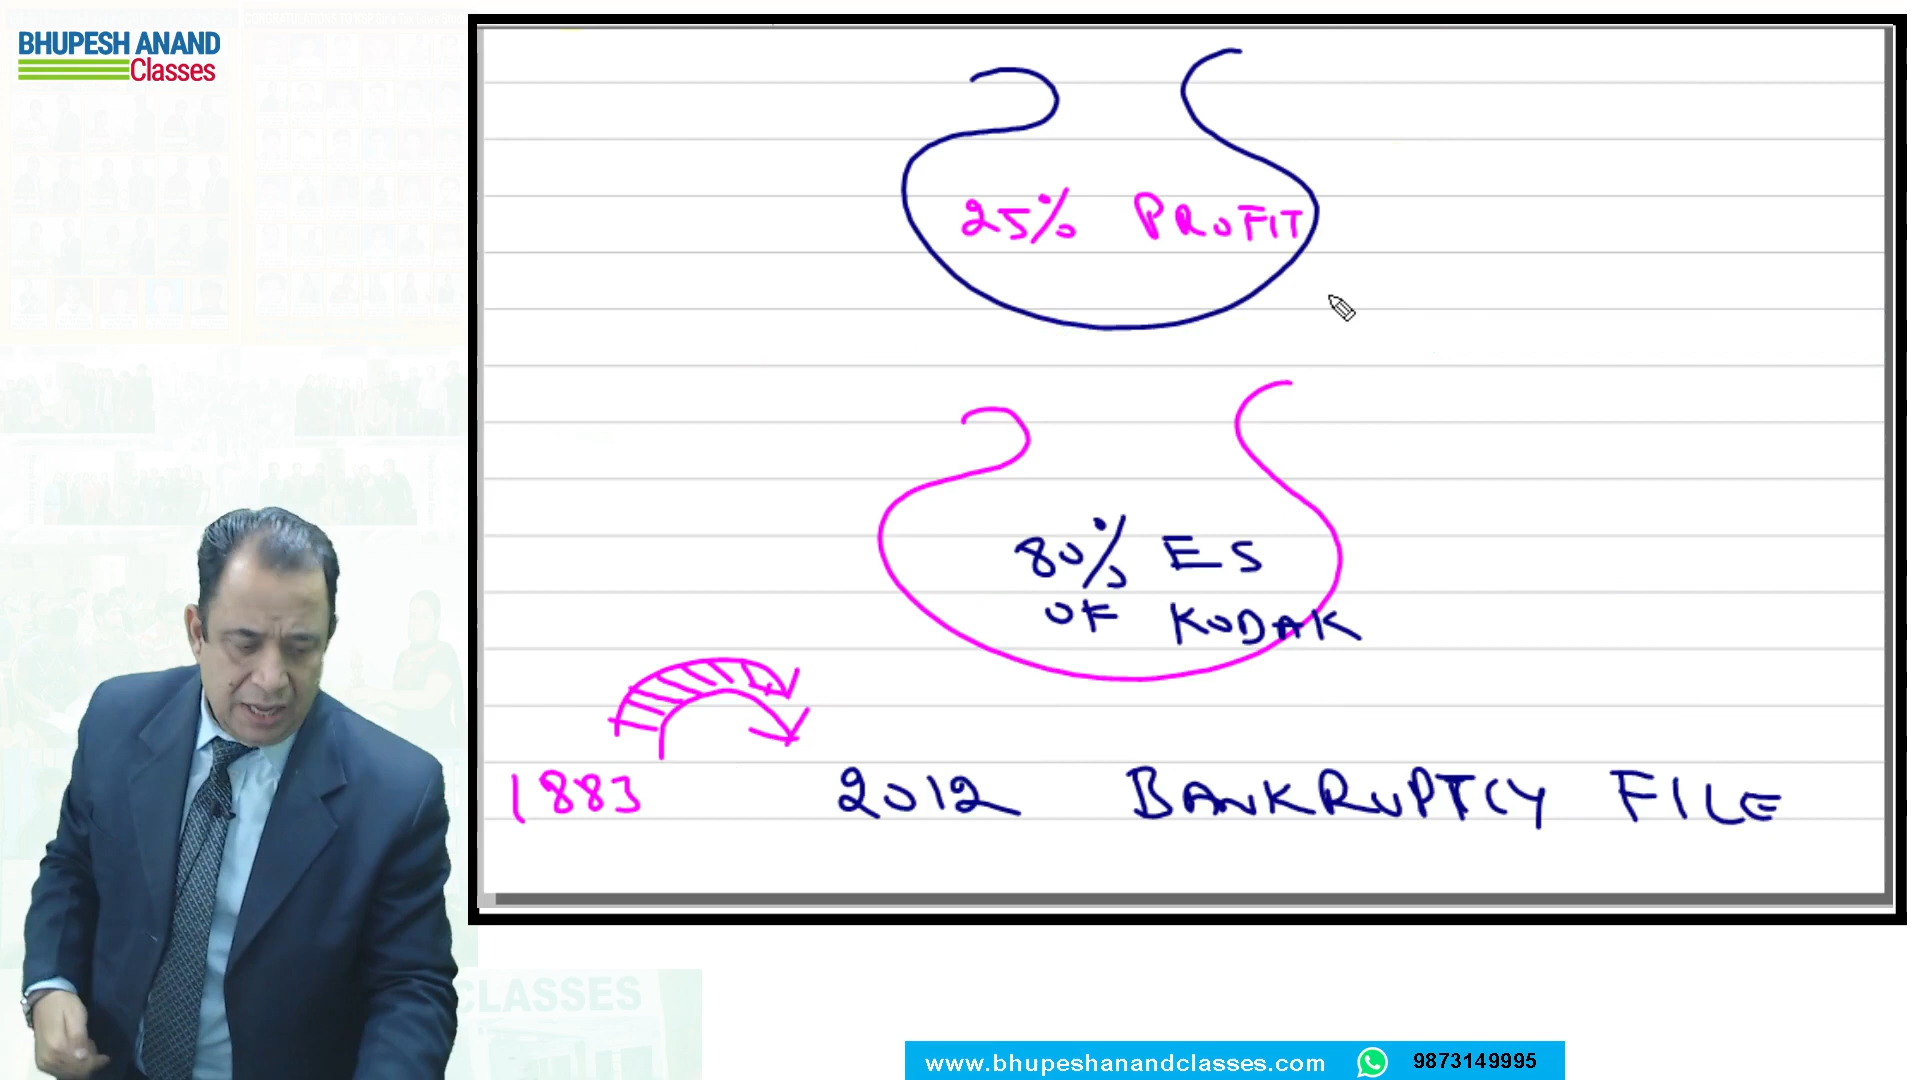 BHUPESH ANAND
Classes
25% PROFIT
80% ES
OF KODAK
1883 2012 BANKRUPTCY FILE
CLASSES
www.bhupeshanandclasses.com 9873149995